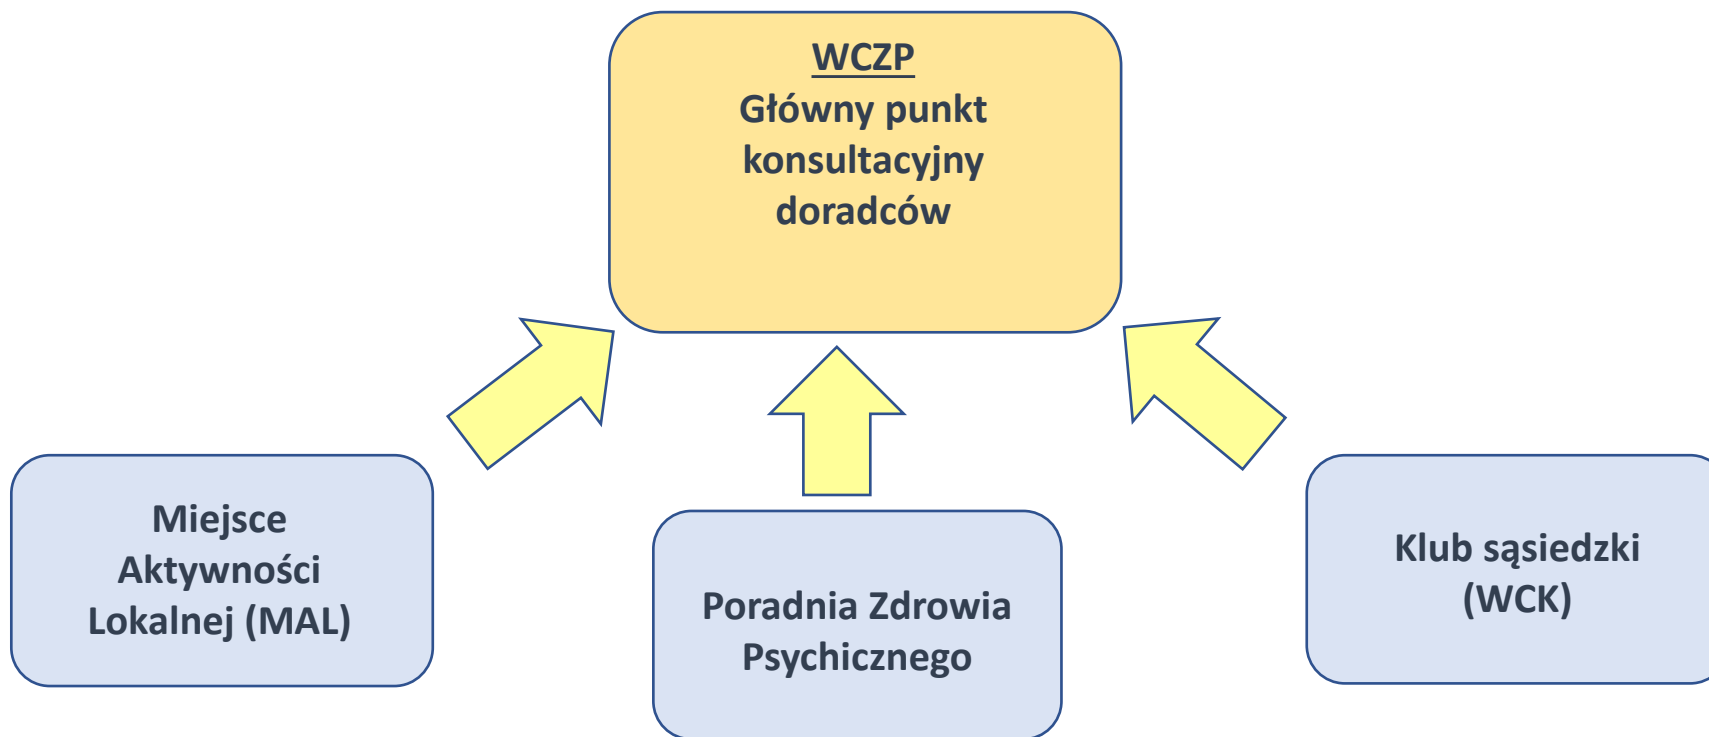 WCZP
Główny punkt
konsultacyjny
doradców
Miejsce
Aktywności
Lokalnej (MAL)
Poradnia Zdrowia
Psychicznego
Klub sąsiedzki
(WCK)